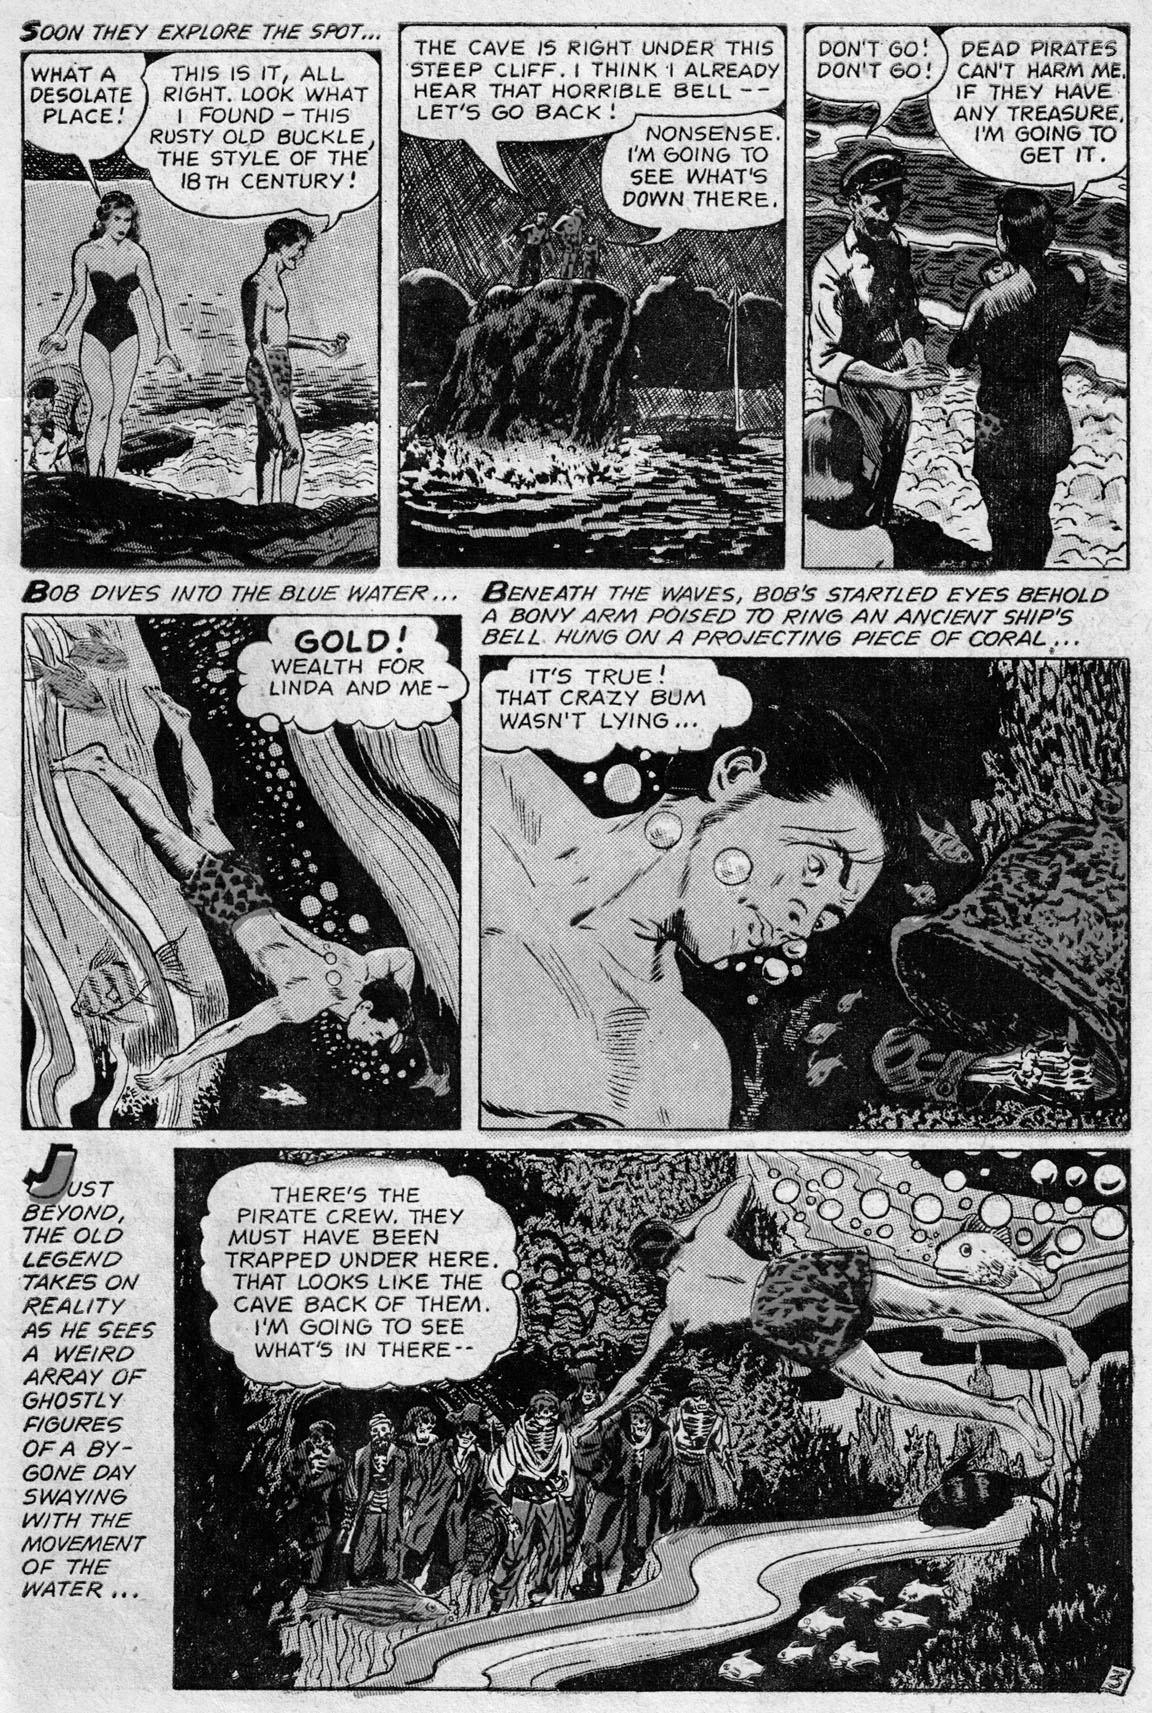 SOON THEY EXPLORE THE SPOT...
WHAT A
DESOLATE
PLACE!
THIS IS IT, ALL
RIGHT. LOOK WHAT
I FOUND - THIS
RUSTY OLD BUCKLE,
THE STYLE OF THE
18TH CENTURY!
THE CAVE IS RIGHT UNDER THIS
STEEP CLIFF. I THINK I ALREADY
HEAR THAT HORRIBLE BELL --
LET'S GO BACK!
NONSENSE.
I'M GOING TO
SEE WHAT'S
DOWN THERE.
DON'T GO!
DON'T GO!
DEAD PIRATES
CAN'T HARM ME.
IF THEY HAVE
ANY TREASURE,
I'M GOING TO
GET IT.
BOB DIVES INTO THE BLUE WATER...
GOLD!
WEALTH FOR
LINDA AND ME-
BENEATH THE WAVES, BOB'S STARTLED EYES BEHOLD
A BONY ARM POISED TO RING AN ANCIENT SHIP'S
BELL HUNG ON A PROJECTING PIECE OF CORAL...
IT'S TRUE!
THAT CRAZY BUM
WASN'T LYING...
JUST
BEYOND,
THE OLD
LEGEND
TAKES ON
REALITY
AS HE SEES
A WEIRD
ARRAY OF
GHOSTLY
FIGURES
OF A BY-
GONE DAY
SWAYING
WITH THE
MOVEMENT
OF THE
WATER...
THERE'S THE
PIRATE CREW. THEY
MUST HAVE BEEN
TRAPPED UNDER HERE.
THAT LOOKS LIKE THE
CAVE BACK OF THEM.
I'M GOING TO SEE
WHAT'S IN THERE--
3